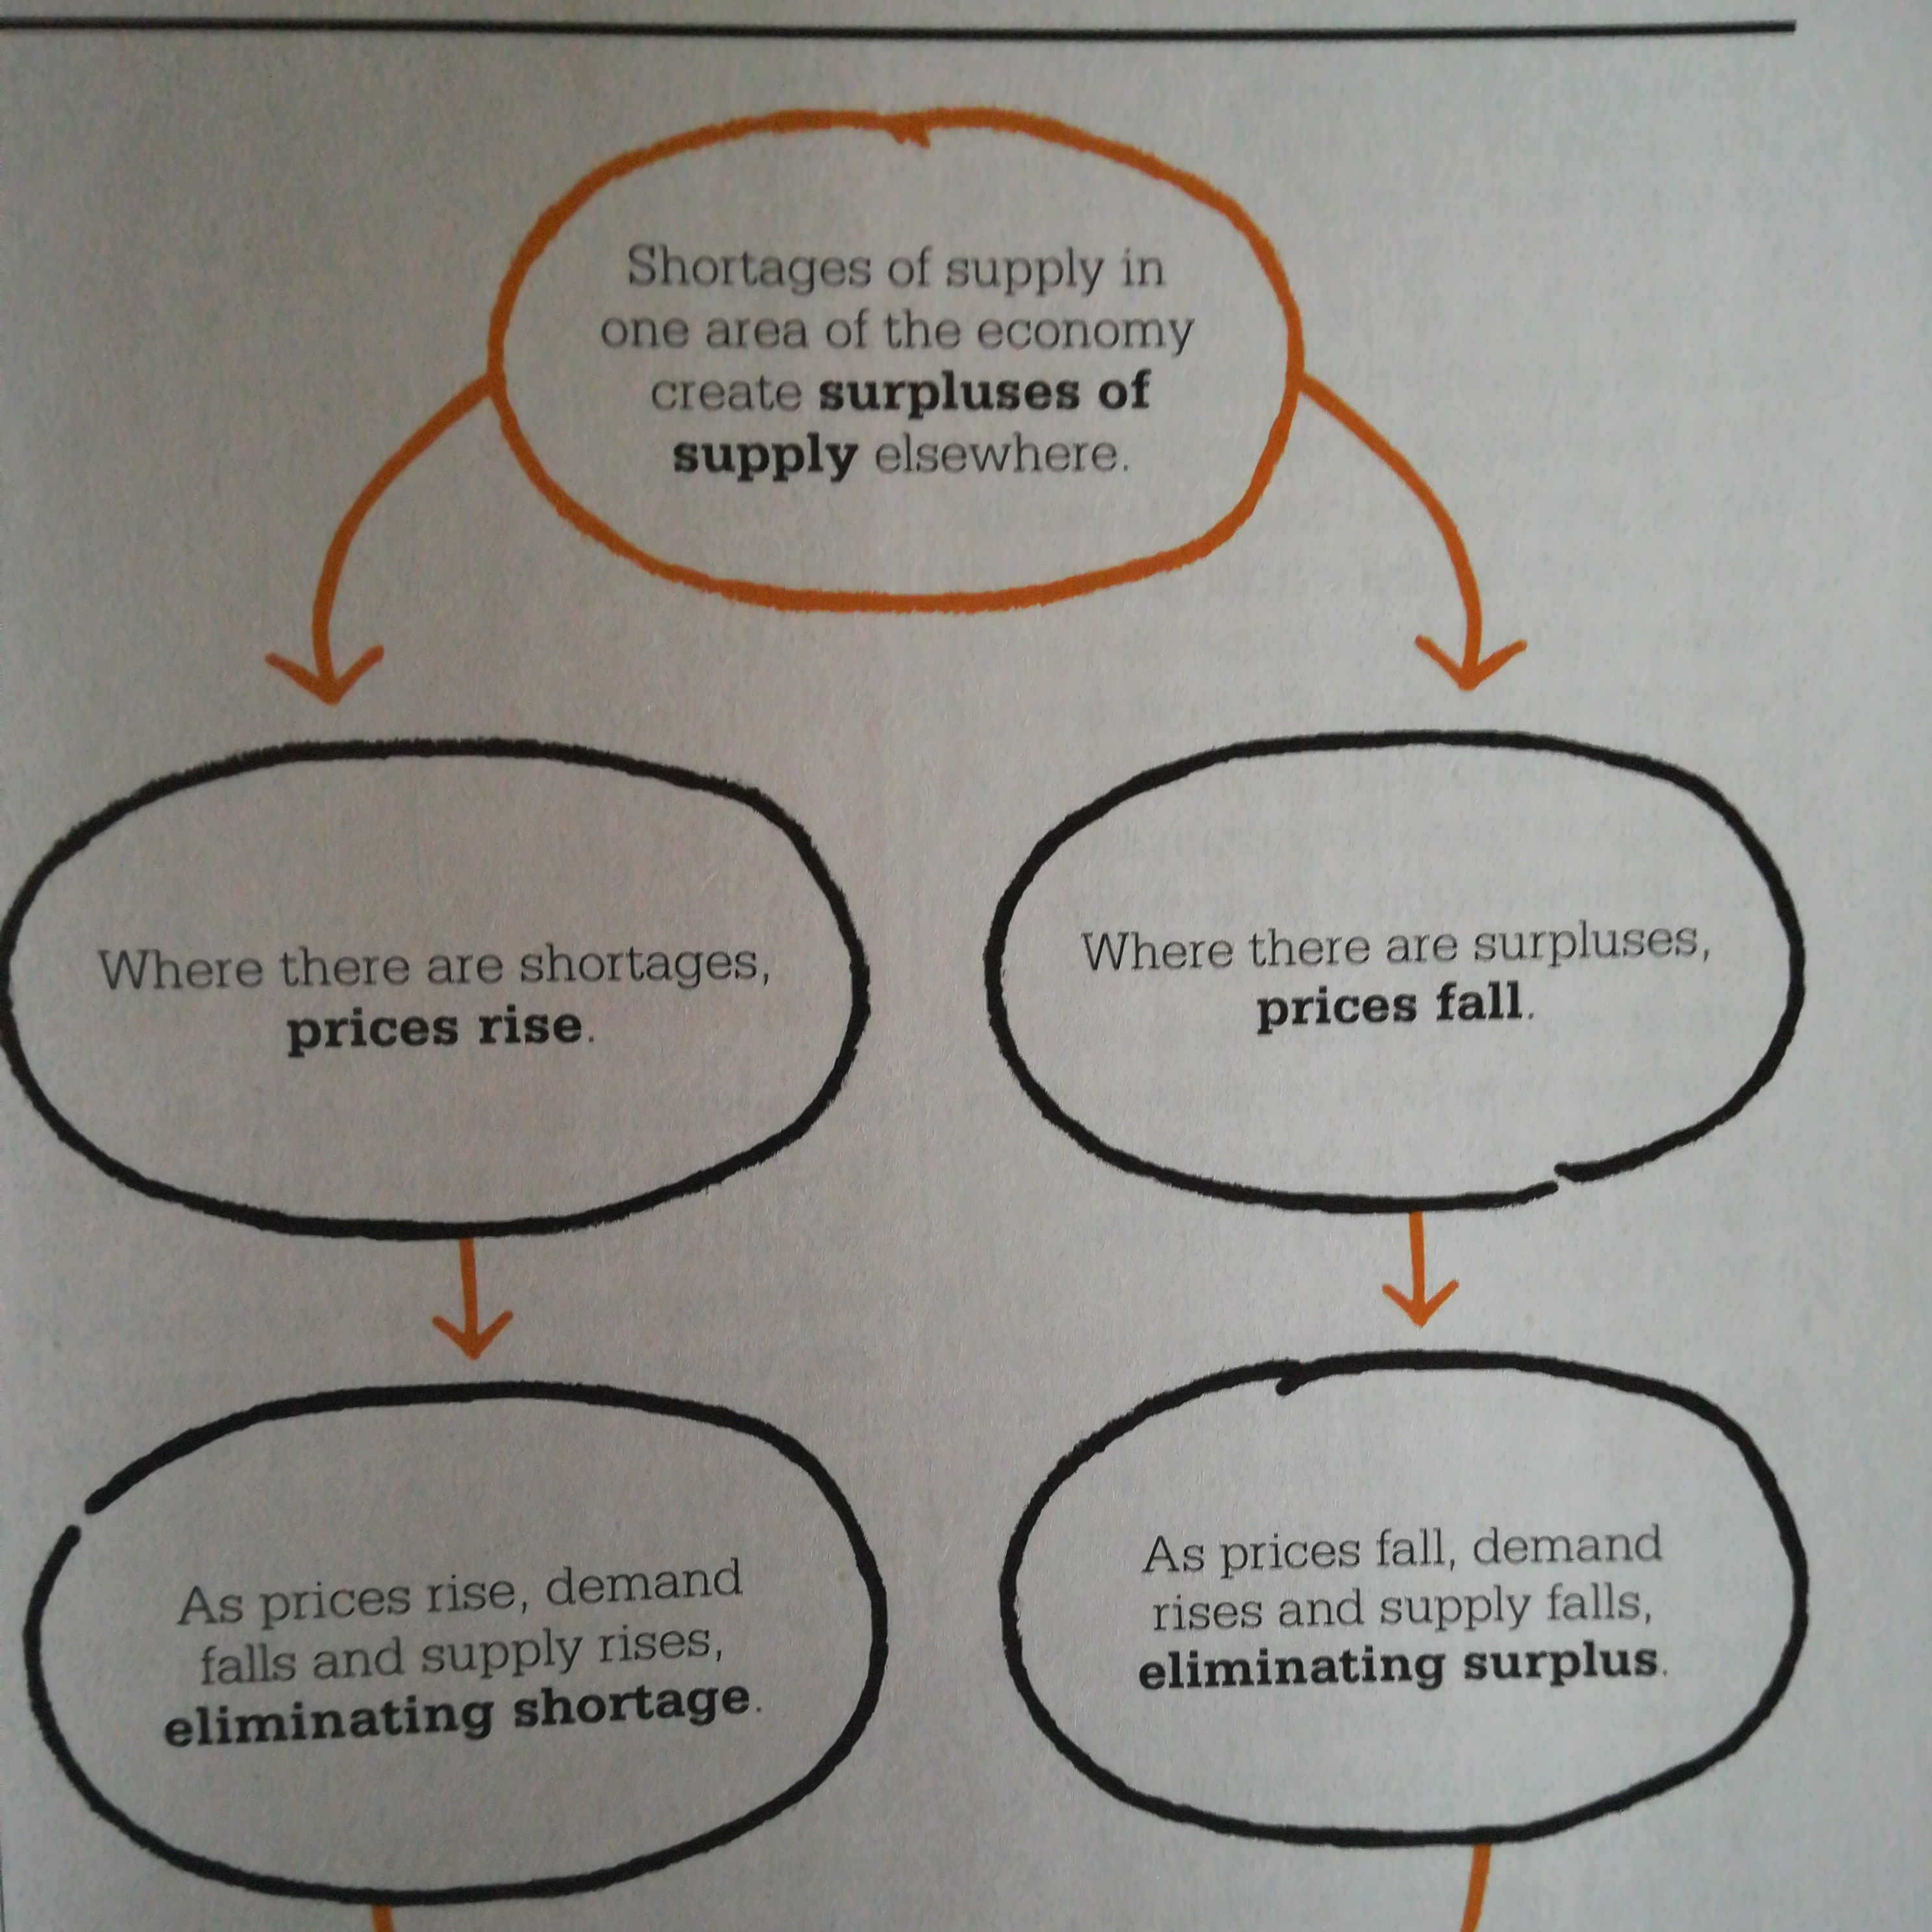 Shortages of supply in
one area of the economy
create surpluses of
supply elsewhere.
Where there are shortages,
prices rise.
Where there are surpluses,
prices fall.
As prices rise, demand
falls and supply rises,
eliminating shortage.
As prices fall, demand
rises and supply falls,
eliminating surplus.